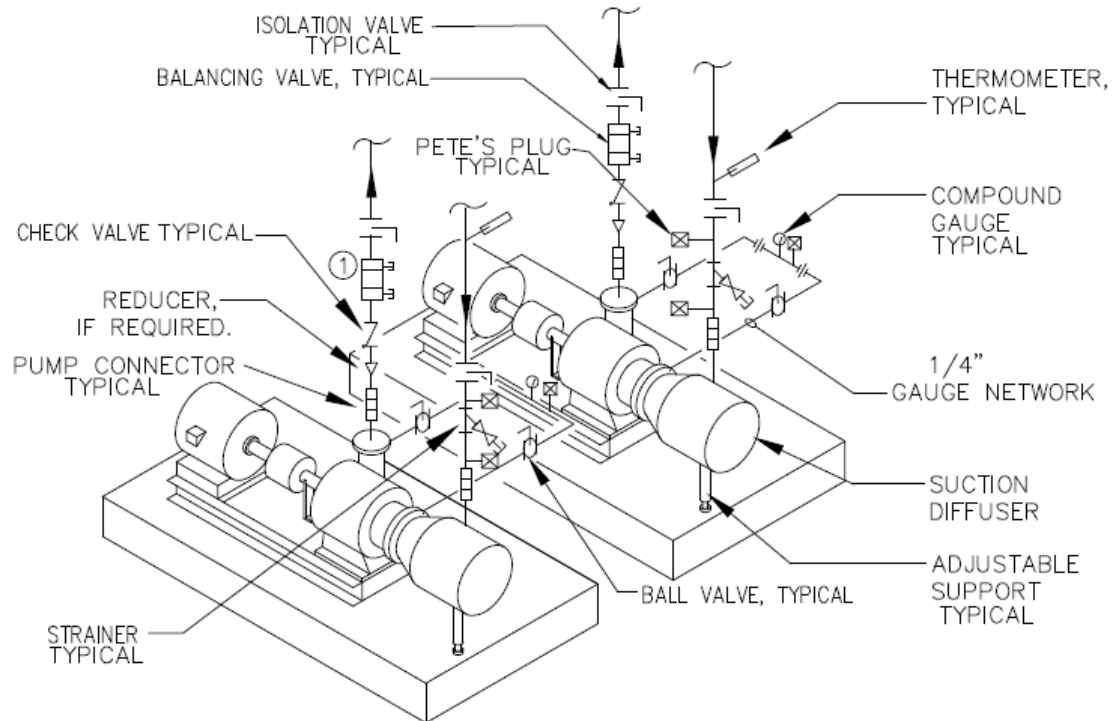 ISOLATION VALVE
TYPICAL
BALANCING VALVE, TYPICAL
THERMOMETER,
TYPICAL
PETE'S PLUG
TYPICAL
COMPOUND
GAUGE
TYPICAL
CHECK VALVE TYPICAL
1
REDUCER,
IF REQUIRED.
PUMP CONNECTOR
TYPICAL
1/4"
GAUGE NETWORK
SUCTION
DIFFUSER
ADJUSTABLE
SUPPORT
TYPICAL
BALL VALVE, TYPICAL
STRAINER
TYPICAL